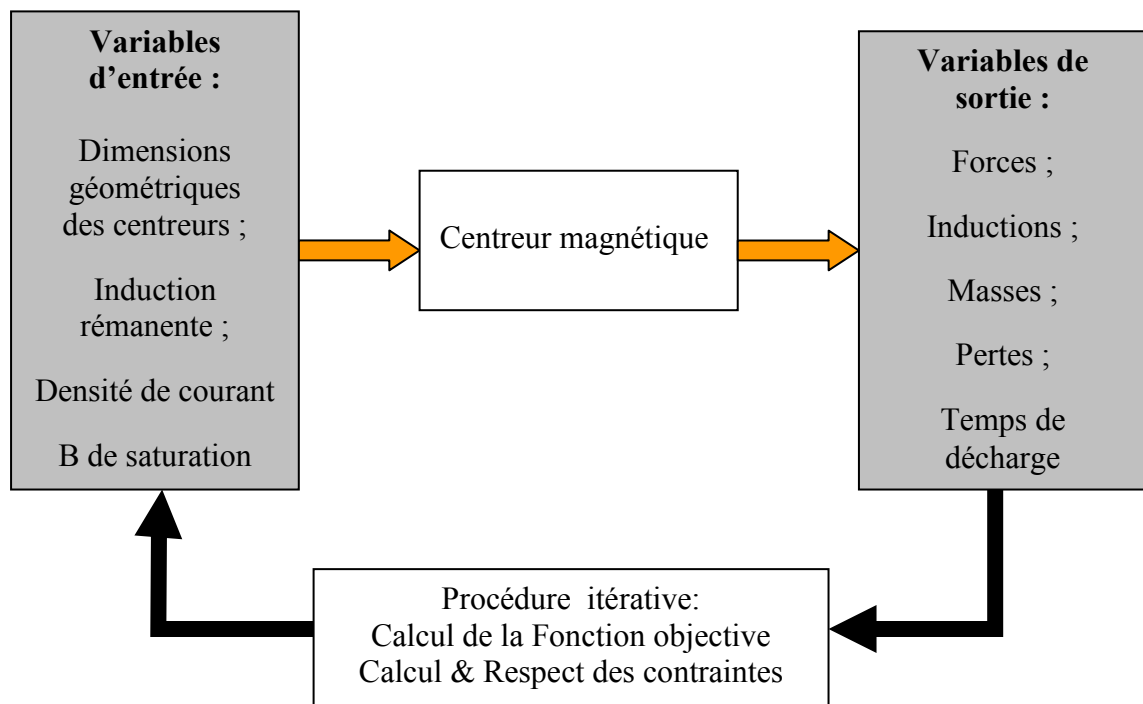 Variables
d’entrée :
Dimensions
géométriques
des centreurs ;
Induction
rémanente ;
Densité de courant
B de saturation
Centreur magnétique
Variables de
sortie :
Forces ;
Inductions ;
Masses ;
Pertes ;
Temps de
décharge
Procédure itérative:
Calcul de la Fonction objective
Calcul & Respect des contraintes